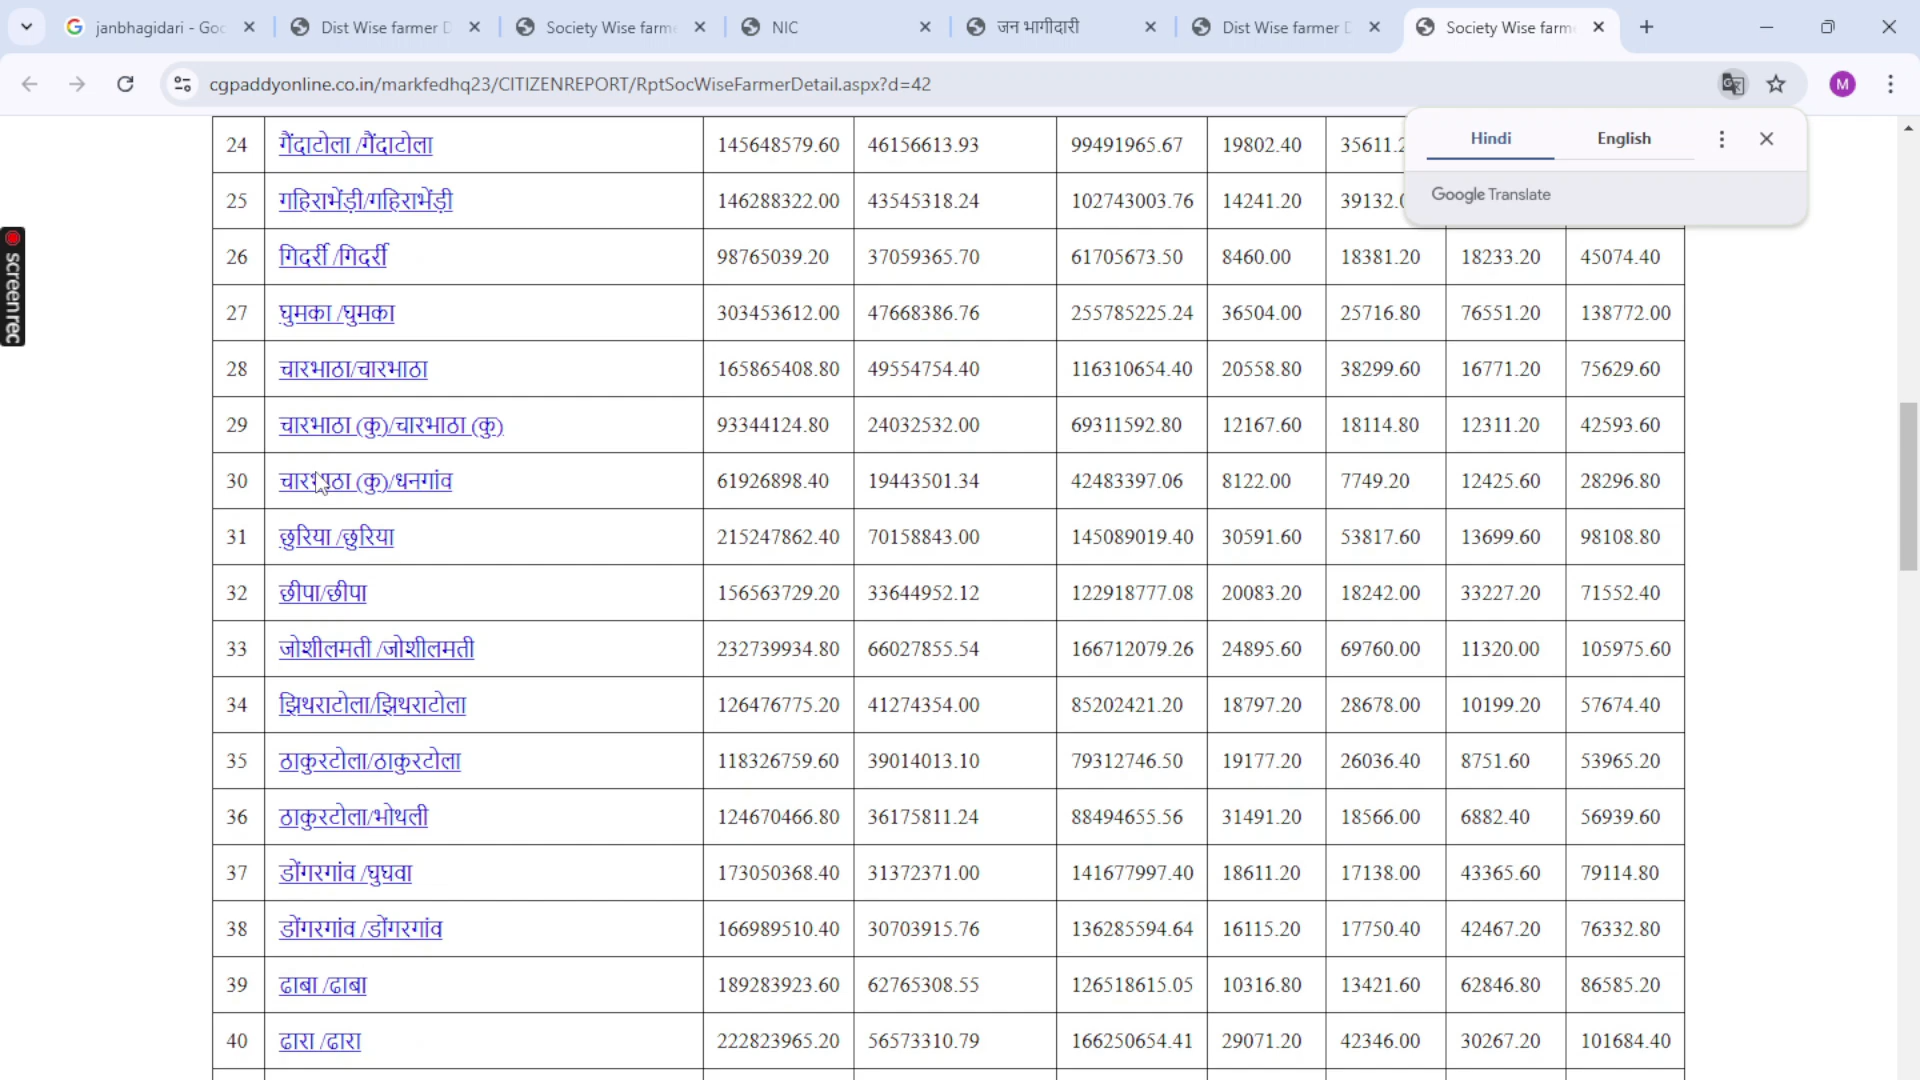 janbhagidari - Goo
Dist Wise farmer D
Society Wise farme
NIC
जन भागीदारी
Dist Wise farmer D
Society Wise farme
cgpaddyonline.co.in/markfedhq23/CITIZENREPORT/RptSocWiseFarmerDetail.aspx?d=42
M
Hindi English
Google Translate
screenrec
24 गैंदाटोला /गैंदाटोला 145648579.60 46156613.93 99491965.67 19802.40 35611.2
25 गहिराभेंड़ी/गहिराभेंड़ी 146288322.00 43545318.24 102743003.76 14241.20 39132.0
26 गिदर्री /गिदर्री 98765039.20 37059365.70 61705673.50 8460.00 18381.20 18233.20 45074.40
27 घुमका /घुमका 303453612.00 47668386.76 255785225.24 36504.00 25716.80 76551.20 138772.00
28 चारभाठा/चारभाठा 165865408.80 49554754.40 116310654.40 20558.80 38299.60 16771.20 75629.60
29 चारभाठा (कु)/चारभाठा (कु) 93344124.80 24032532.00 69311592.80 12167.60 18114.80 12311.20 42593.60
30 चारभाठा (कु)/धनगांव 61926898.40 19443501.34 42483397.06 8122.00 7749.20 12425.60 28296.80
31 छुरिया /छुरिया 215247862.40 70158843.00 145089019.40 30591.60 53817.60 13699.60 98108.80
32 छीपा/छीपा 156563729.20 33644952.12 122918777.08 20083.20 18242.00 33227.20 71552.40
33 जोशीलमती /जोशीलमती 232739934.80 66027855.54 166712079.26 24895.60 69760.00 11320.00 105975.60
34 झिथराटोला/झिथराटोला 126476775.20 41274354.00 85202421.20 18797.20 28678.00 10199.20 57674.40
35 ठाकुरटोला/ठाकुरटोला 118326759.60 39014013.10 79312746.50 19177.20 26036.40 8751.60 53965.20
36 ठाकुरटोला/भोथली 124670466.80 36175811.24 88494655.56 31491.20 18566.00 6882.40 56939.60
37 डोंगरगांव /घुघवा 173050368.40 31372371.00 141677997.40 18611.20 17138.00 43365.60 79114.80
38 डोंगरगांव /डोंगरगांव 166989510.40 30703915.76 136285594.64 16115.20 17750.40 42467.20 76332.80
39 ढाबा /ढाबा 189283923.60 62765308.55 126518615.05 10316.80 13421.60 62846.80 86585.20
40 ढारा /ढारा 222823965.20 56573310.79 166250654.41 29071.20 42346.00 30267.20 101684.40